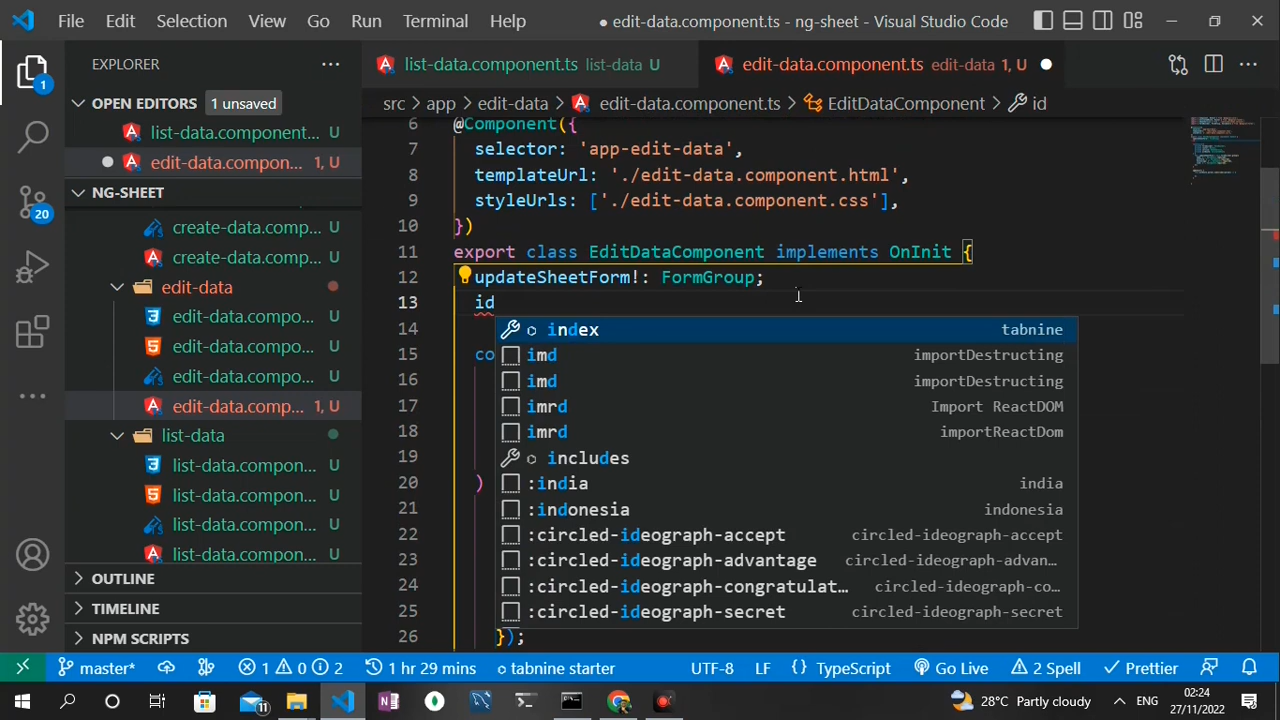 File Edit Selection View Go Run Terminal Help
● edit-data.component.ts - ng-sheet - Visual Studio Code
EXPLORER
OPEN EDITORS 1 unsaved
list-data.component... U
edit-data.compon... 1, U
NG-SHEET
create-data.comp... U
create-data.comp... U
edit-data
edit-data.compo... U
edit-data.compo... U
edit-data.compo... U
edit-data.comp... 1, U
list-data
list-data.compon... U
list-data.compon... U
list-data.compon... U
list-data.compon... U
OUTLINE
TIMELINE
NPM SCRIPTS
1
20
list-data.component.ts list-data U
edit-data.component.ts edit-data 1, U
src > app > edit-data > edit-data.component.ts > EditDataComponent > id
6 @Component({
7 selector: 'app-edit-data',
8 templateUrl: './edit-data.component.html',
9 styleUrls: ['./edit-data.component.css'],
10 })
11 export class EditDataComponent implements OnInit {
12 updateSheetForm!: FormGroup;
13 id
14
15 co
16
17
18
19
20 )
21
22
23
24
25
26 });
index tabnine
imd importDestructing
imd importDestructing
imrd Import ReactDOM
imrd importReactDom
includes
:india india
:indonesia indonesia
:circled-ideograph-accept circled-ideograph-accept
:circled-ideograph-advantage circled-ideograph-advan...
:circled-ideograph-congratulat... circled-ideograph-co...
:circled-ideograph-secret circled-ideograph-secret
master* 1 0 2 1 hr 29 mins tabnine starter UTF-8 LF {} TypeScript Go Live 2 Spell Prettier
11
28°C Partly cloudy ENG 02:24
27/11/2022